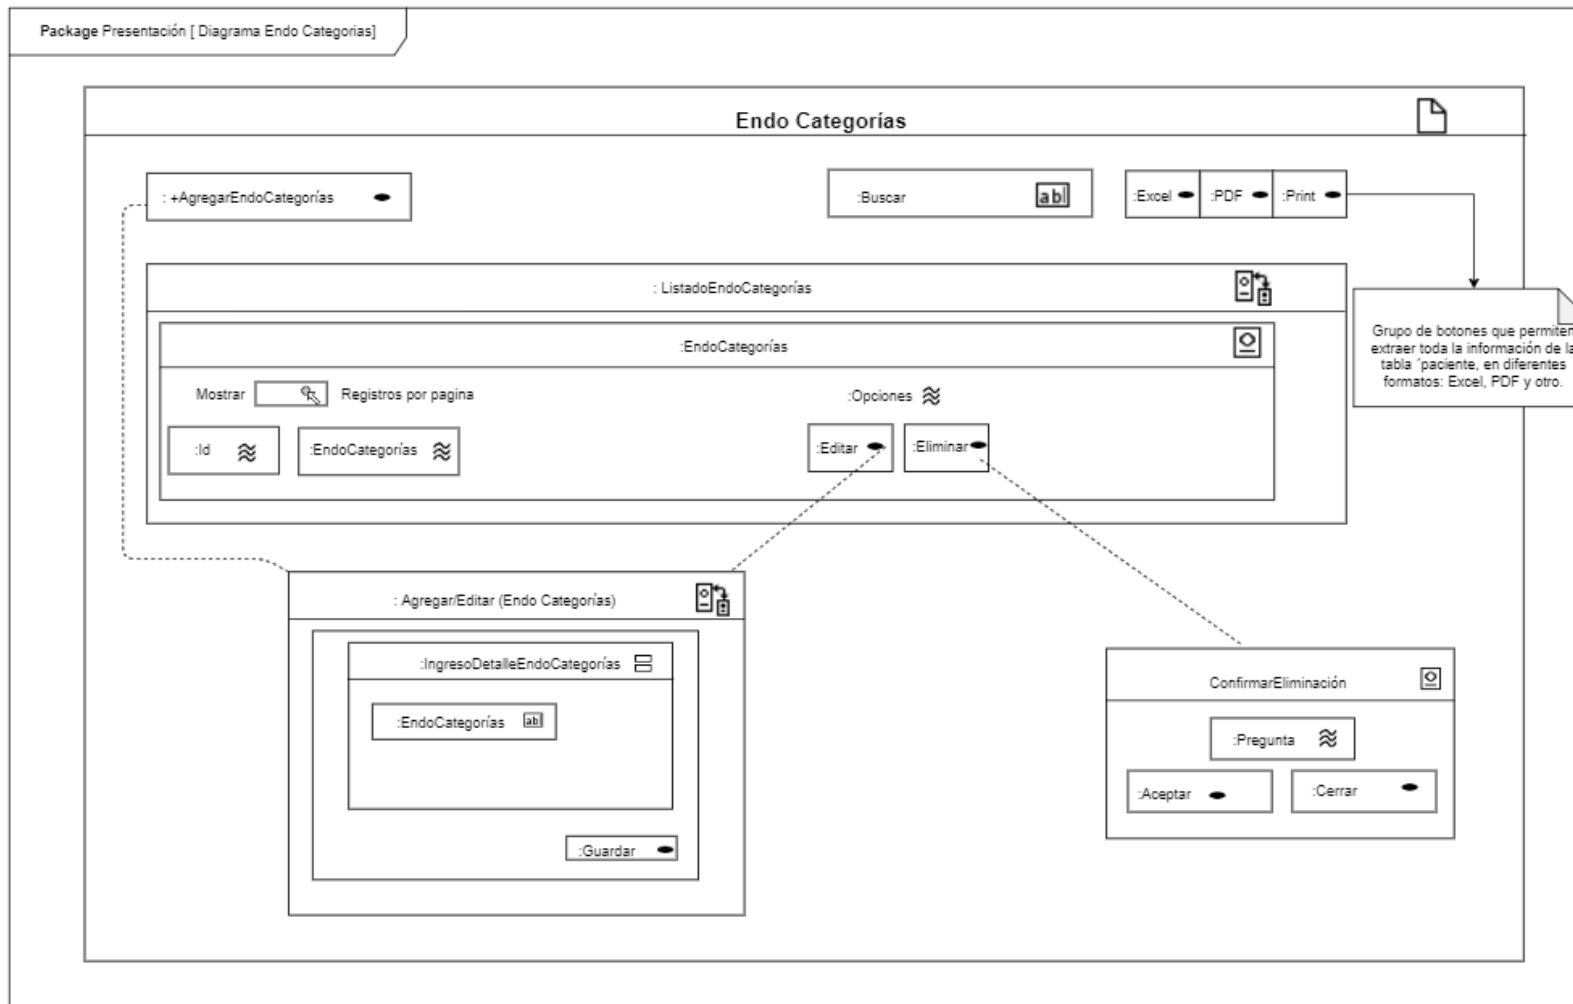 Package Presentación [ Diagrama Endo Categorias]
Endo Categorías
: +AgregarEndoCategorías
:Buscar
ab
:Excel
:PDF
:Print
: ListadoEndoCategorías
Grupo de botones que permiten
extraer toda la información de la
tabla ´paciente, en diferentes
formatos: Excel, PDF y otro.
:EndoCategorías
Mostrar
Registros por pagina
:Opciones
:Id
:EndoCategorías
:Editar
:Eliminar
: Agregar/Editar (Endo Categorías)
:IngresoDetalleEndoCategorías
:EndoCategorías
ab
:Guardar
ConfirmarEliminación
:Pregunta
:Aceptar
:Cerrar